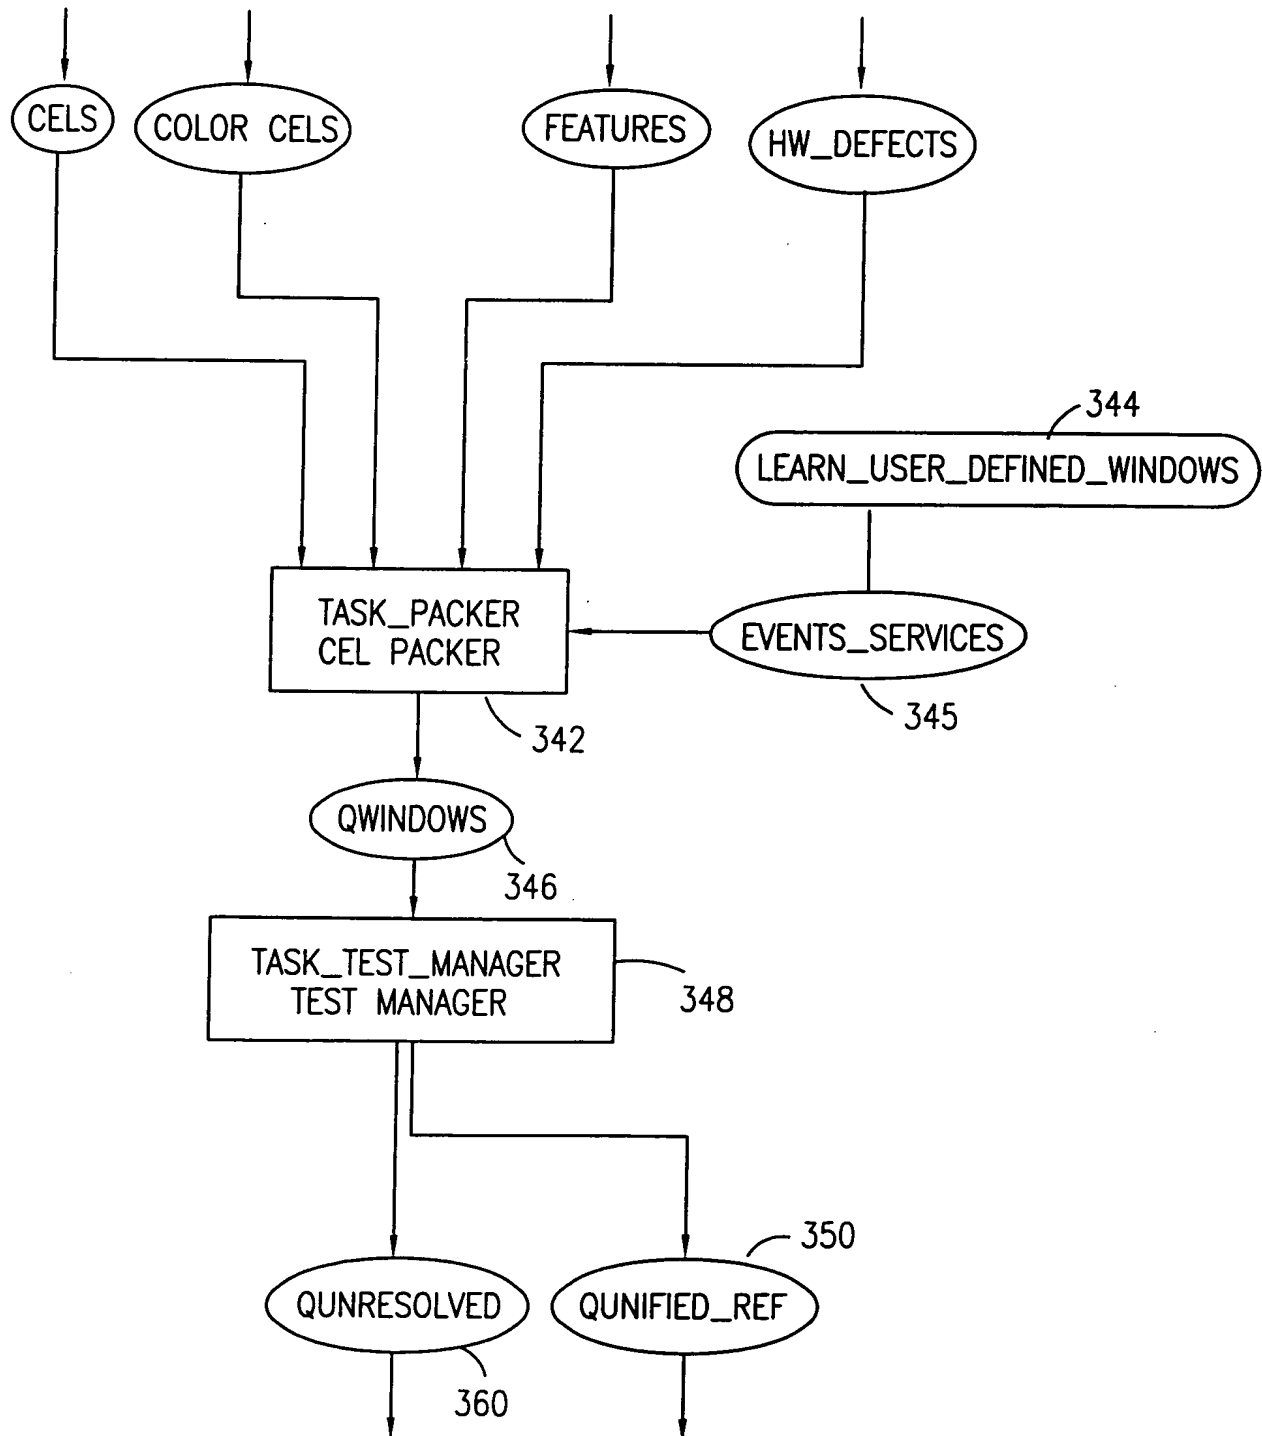 CELS
COLOR CELS
FEATURES
HW_DEFECTS
344
LEARN_USER_DEFINED_WINDOWS
TASK_PACKER
CEL PACKER
EVENTS_SERVICES
345
342
QWINDOWS
346
TASK_TEST_MANAGER
TEST MANAGER
348
350
QUNRESOLVED
QUNIFIED_REF
360